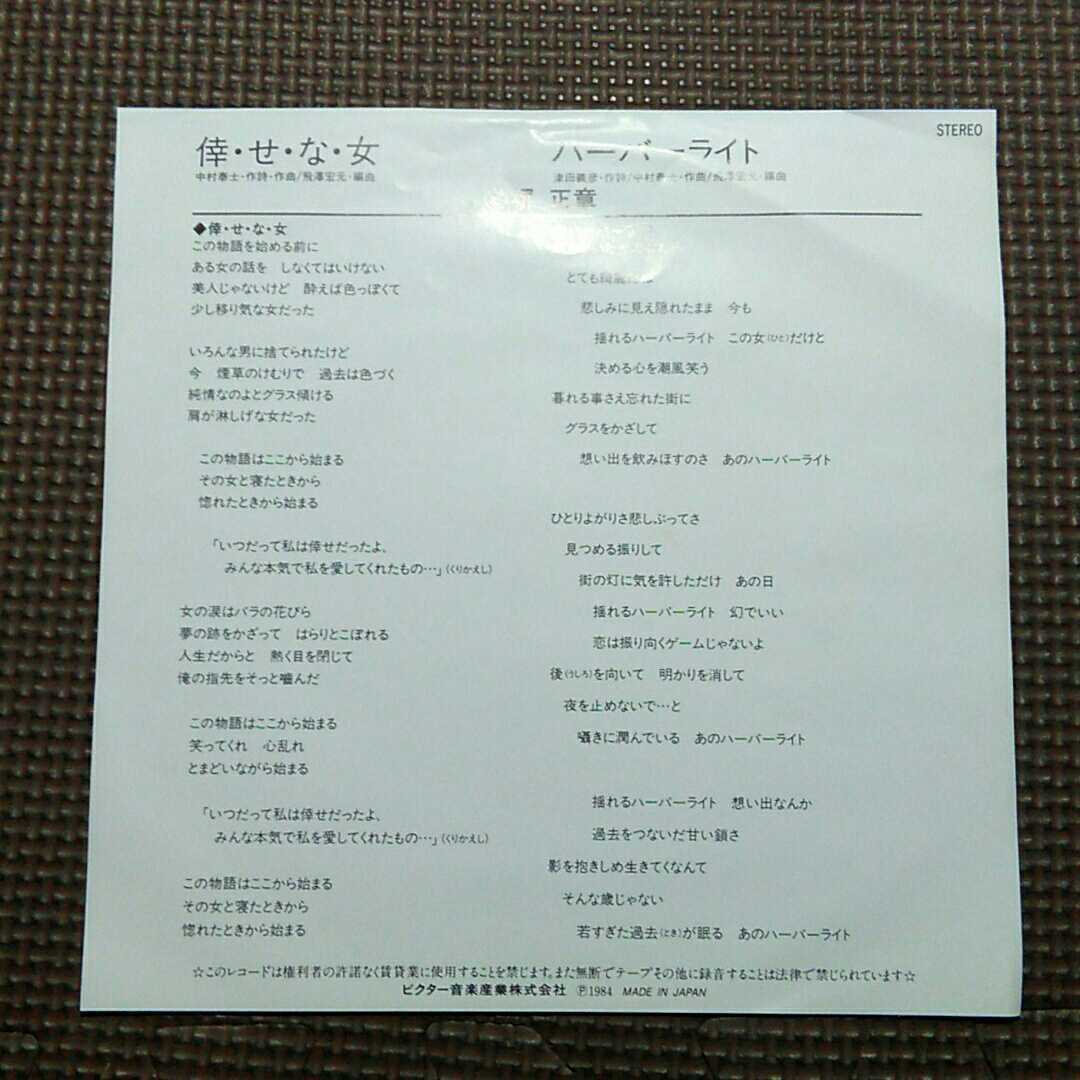 STEREO
倖・せ・な・女
中村泰士・作詩・作曲/飛澤宏元・編曲
ハーバーライト
津田義彦・作詩/中村泰士・作曲/飛澤宏元・編曲
正章
◆倖・せ・な・女
この物語を始める前に
ある女の話を しなくてはいけない
美人じゃないけど 酔えば色っぽくて
少し移り気な女だった
いろんな男に捨てられたけど
今 煙草のけむりで 過去は色づく
純情なのよとグラス傾ける
肩が淋しげな女だった
この物語はここから始まる
その女と寝たときから
惚れたときから始まる
「いつだって私は倖せだったよ、
みんな本気で私を愛してくれたもの…」(くりかえし)
女の涙はバラの花びら
夢の跡をかざって はらりとこぼれる
人生だからと 熱く目を閉じて
俺の指先をそっと嚙んだ
この物語はここから始まる
笑ってくれ 心乱れ
とまどいながら始まる
「いつだって私は倖せだったよ、
みんな本気で私を愛してくれたもの…」(くりかえし)
この物語はここから始まる
その女と寝たときから
惚れたときから始まる
とても綺麗
悲しみに見え隠れたまま 今も
揺れるハーバーライト この女(ひと)だけと
決める心を潮風笑う
暮れる事さえ忘れた街に
グラスをかざして
想い出を飲みほすのさ あのハーバーライト
ひとりよがりさ悲しぶってさ
見つめる振りして
街の灯に気を許しただけ あの日
揺れるハーバーライト 幻でいい
恋は振り向くゲームじゃないよ
後(うしろ)を向いて 明かりを消して
夜を止めないで…と
囁きに潤んでいる あのハーバーライト
揺れるハーバーライト 想い出なんか
過去をつないだ甘い鎖さ
影を抱きしめ生きてくなんて
そんな歳じゃない
若すぎた過去(とき)が眠る あのハーバーライト
☆このレコードは権利者の許諾なく賃貸業に使用することを禁じます。また無断でテープその他に録音することは法律で禁じられています☆
ビクター音楽産業株式会社 Ⓟ1984 MADE IN JAPAN